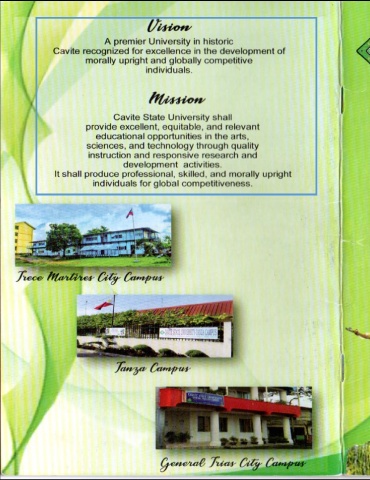 Vision
A premier University in historic
Cavite recognized for excellence in the development of
morally upright and globally competitive
individuals.
Mission
Cavite State University shall
provide excellent, equitable, and relevant
educational opportunities in the arts,
sciences, and technology through quality
instruction and responsive research and
development activities.
It shall produce professional, skilled, and morally upright
individuals for global competitiveness.
Trece Martires City Campus
Tanza Campus
General Trias City Campus